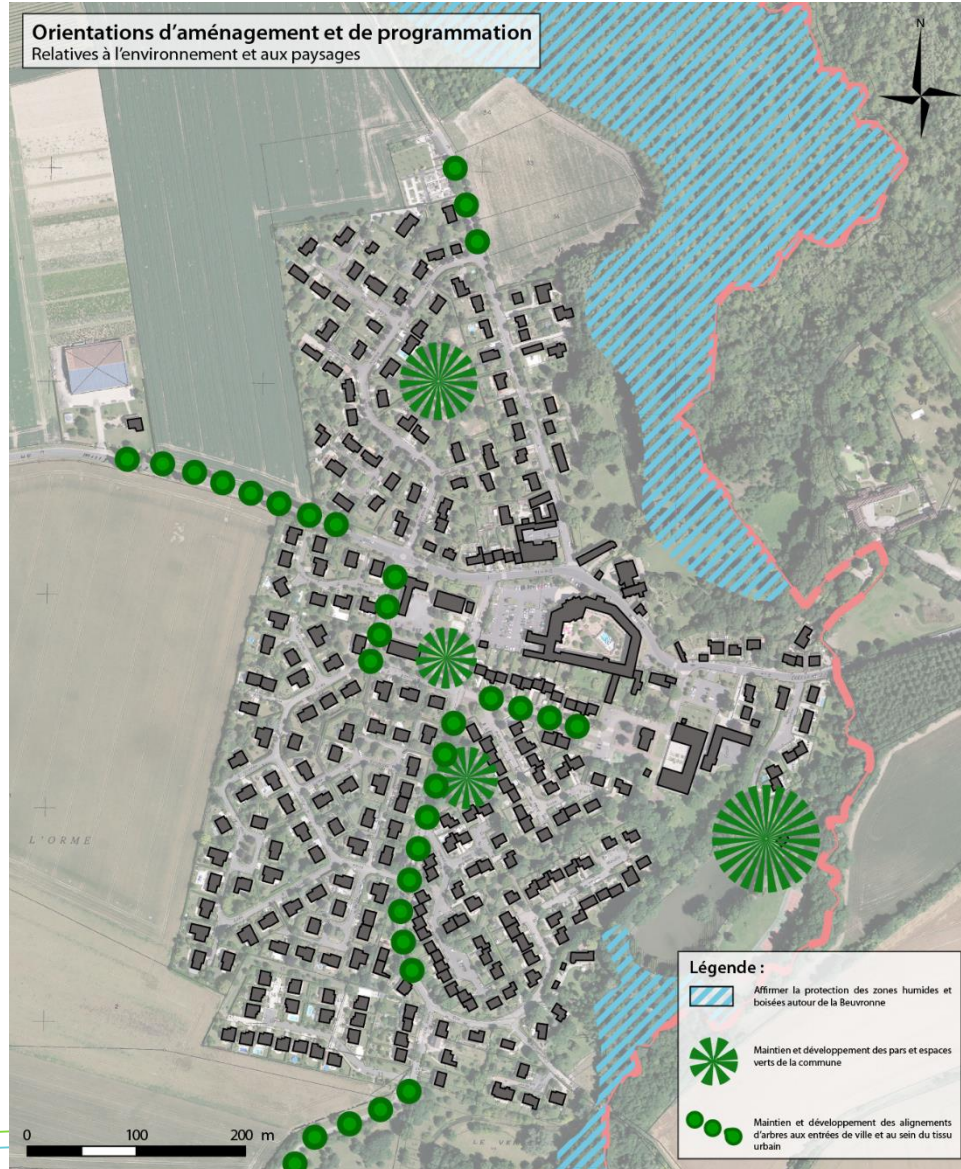 Orientations d'aménagement et de programmation
Relatives à l'environnement et aux paysages
N
L'ORME
Légende :
Affirmer la protection des zones humides et
boisées autour de la Beuvronne
Maintien et développement des pars et espaces
verts de la commune
Maintien et développement des alignements
d'arbres aux entrées de ville et au sein du tissu
urbain
0 100 200 m